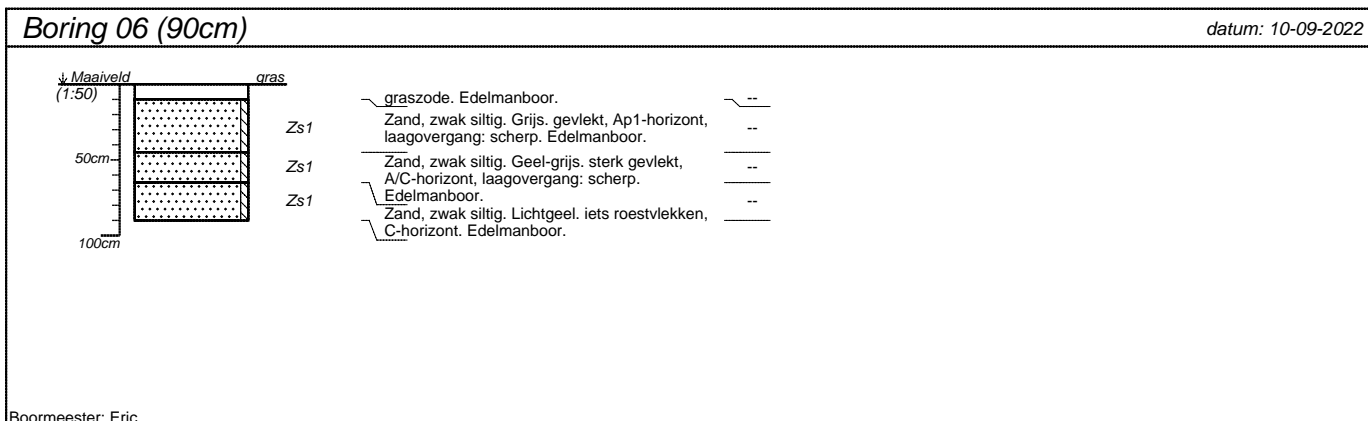 Boring 06 (90cm)
datum: 10-09-2022
Maaiveld
gras
(1:50)
graszode. Edelmanboor.
--
Zs1
Zand, zwak siltig. Grijs. gevlekt, Ap1-horizont,
laagovergang: scherp. Edelmanboor.
--
50cm
Zs1
Zand, zwak siltig. Geel-grijs. sterk gevlekt,
A/C-horizont, laagovergang: scherp.
Edelmanboor.
--
Zs1
Zand, zwak siltig. Lichtgeel. iets roestvlekken,
C-horizont. Edelmanboor.
--
100cm
Boormeester: Eric